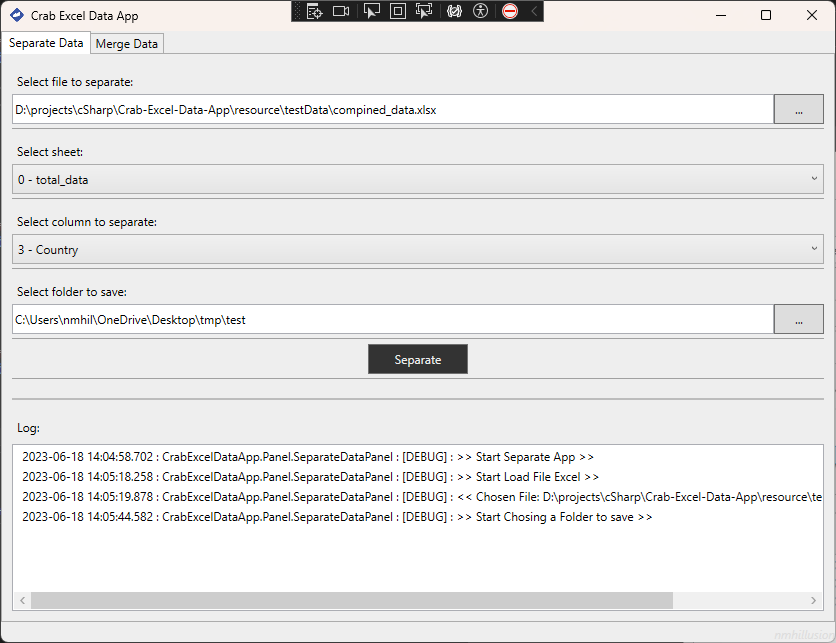 Crab Excel Data App
Separate Data
Merge Data
Select file to separate:
D:\projects\cSharp\Crab-Excel-Data-App\resource\testData\compined_data.xlsx
...
Select sheet:
0 - total_data
Select column to separate:
3 - Country
Select folder to save:
C:\Users\nmhil\OneDrive\Desktop\tmp\test
...
Separate
Log:
2023-06-18 14:04:58.702 : CrabExcelDataApp.Panel.SeparateDataPanel : [DEBUG] : >> Start Separate App >>
2023-06-18 14:05:18.258 : CrabExcelDataApp.Panel.SeparateDataPanel : [DEBUG] : >> Start Load File Excel >>
2023-06-18 14:05:19.878 : CrabExcelDataApp.Panel.SeparateDataPanel : [DEBUG] : << Chosen File: D:\projects\cSharp\Crab-Excel-Data-App\resource\te
2023-06-18 14:05:44.582 : CrabExcelDataApp.Panel.SeparateDataPanel : [DEBUG] : >> Start Chosing a Folder to save >>
nmhillusion